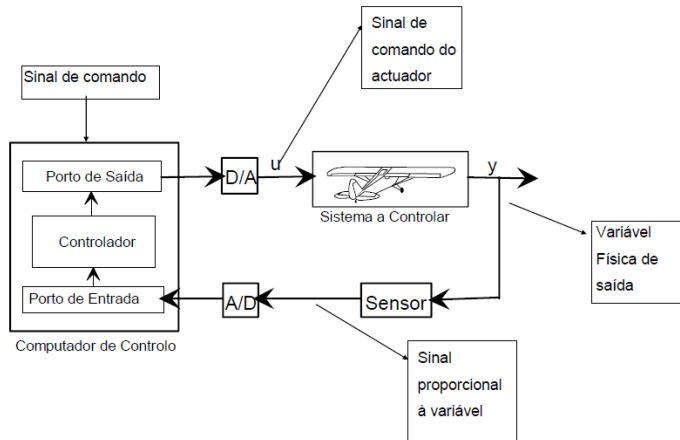 Sinal de
comando do
actuador
Sinal de comando
Porto de Saída
D/A
u
y
Sistema a Controlar
Controlador
Variável
Física de
saída
Porto de Entrada
A/D
Sensor
Computador de Controlo
Sinal
proporcional
à variável